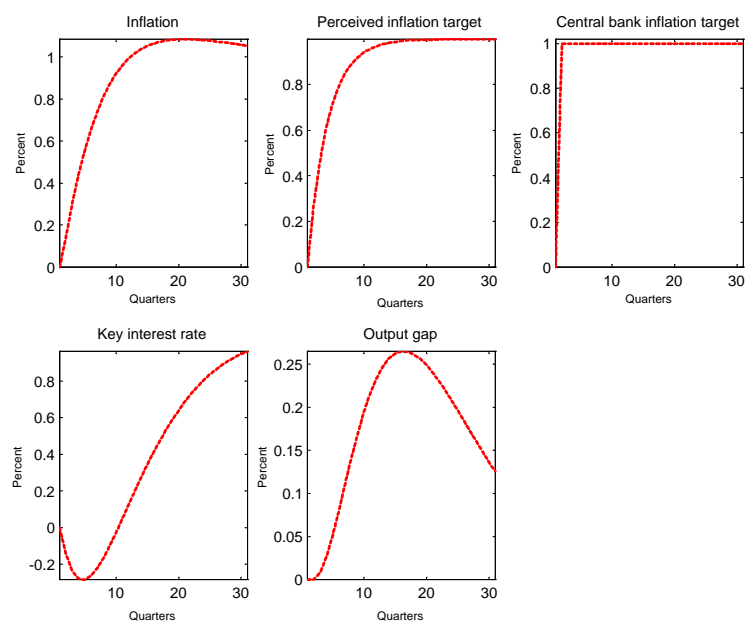 Inflation
Percent
1
0.8
0.6
0.4
0.2
0
10
20
30
Quarters
Perceived inflation target
Percent
0.8
0.6
0.4
0.2
0
10
20
30
Quarters
Central bank inflation target
Percent
1
0.8
0.6
0.4
0.2
0
10
20
30
Quarters
Key interest rate
Percent
0.8
0.6
0.4
0.2
0
-0.2
10
20
30
Quarters
Output gap
Percent
0.25
0.2
0.15
0.1
0.05
0
10
20
30
Quarters